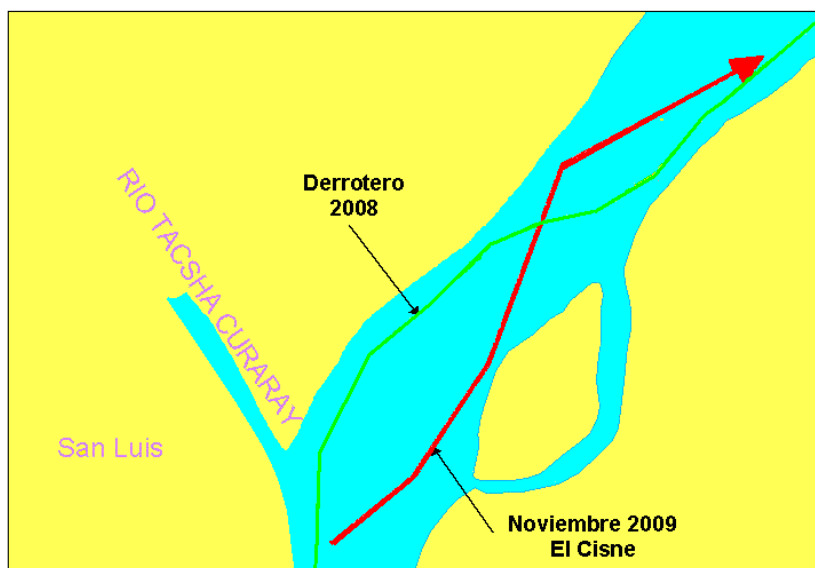 Derrotero
2008
RIO TACSHA CURARAY
San Luis
Noviembre 2009
El Cisne